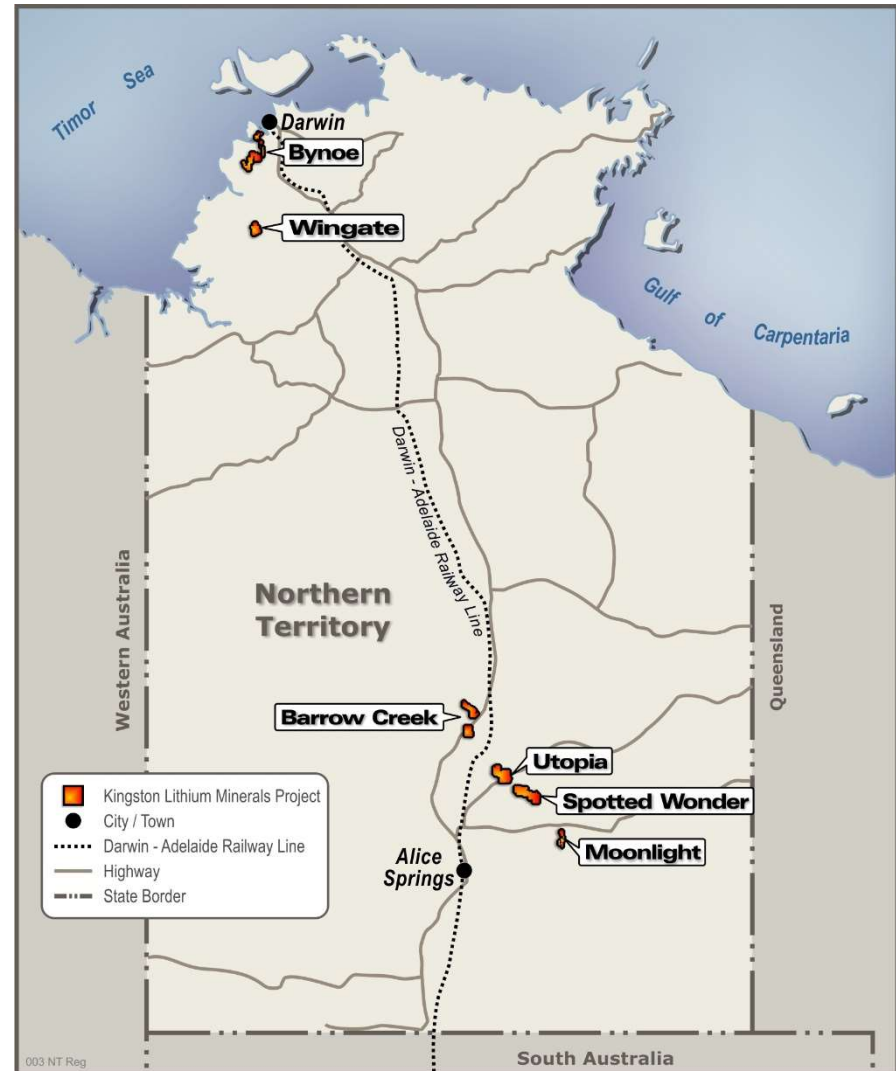 Timor Sea
Darwin
Bynoe
Wingate
Gulf of Carpentaria
Darwin - Adelaide Railway Line
Western Australia
Northern
Territory
Queensland
Barrow Creek
Utopia
Spotted Wonder
Moonlight
Alice
Springs
Kingston Lithium Minerals Project
City / Town
Darwin - Adelaide Railway Line
Highway
State Border
003 NT Reg
South Australia